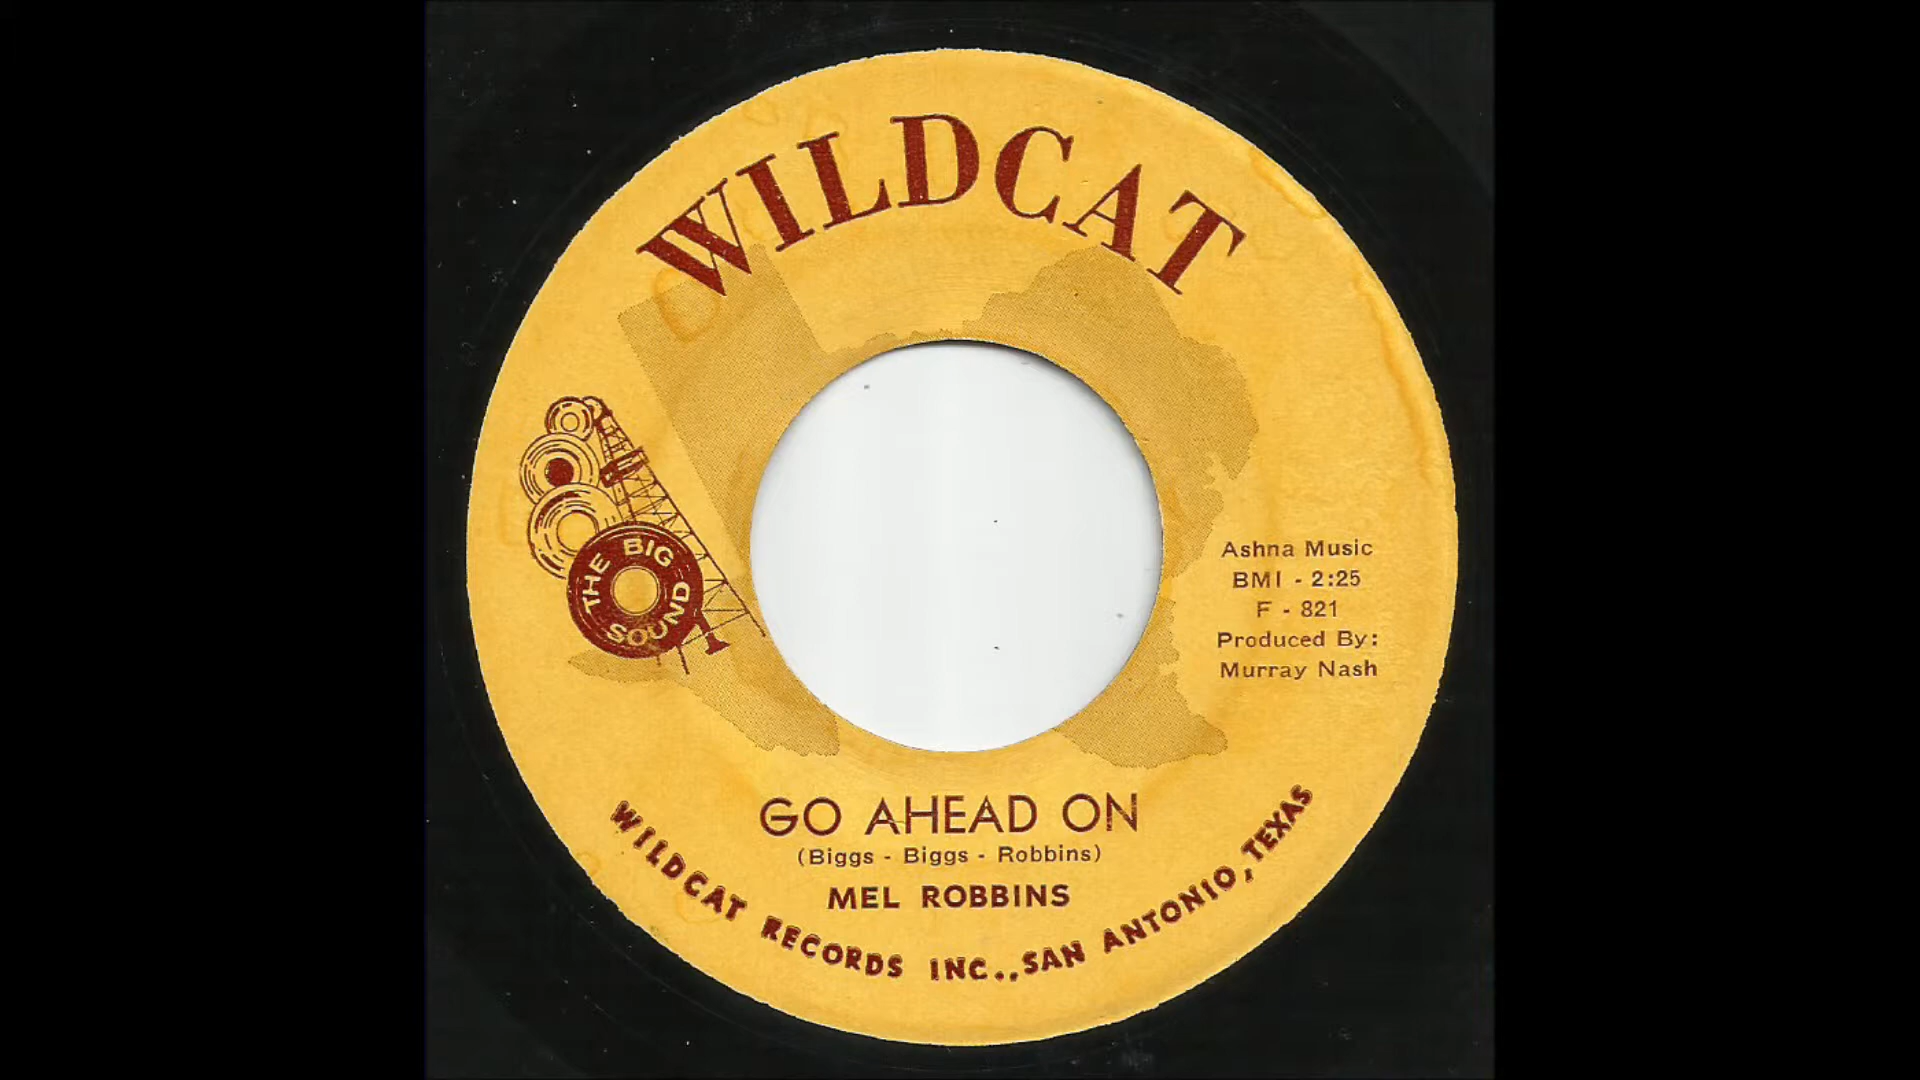 WILDCAT
THE BIG
SOUND
Ashna Music
BMI - 2:25
F - 821
Produced By:
Murray Nash
GO AHEAD ON
(Biggs - Biggs - Robbins)
MEL ROBBINS
WILDCAT RECORDS INC.., SAN ANTONIO, TEXAS